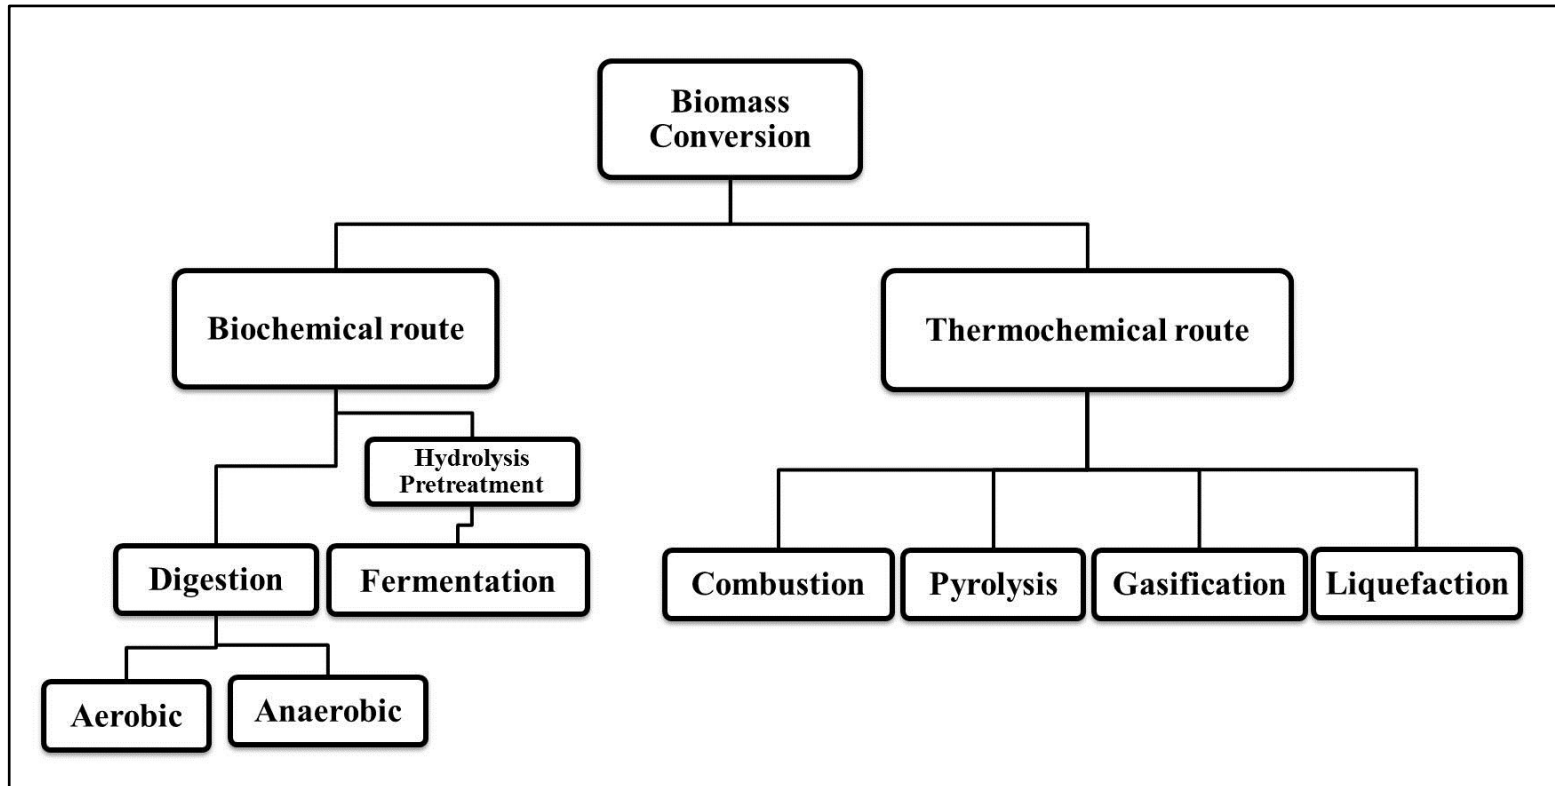 Biomass
Conversion
Biochemical route
Thermochemical route
Hydrolysis
Pretreatment
Digestion
Fermentation
Combustion
Pyrolysis
Gasification
Liquefaction
Aerobic
Anaerobic